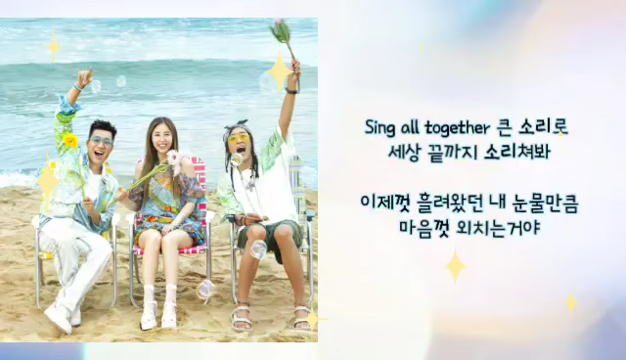 Sing all together 큰 소리로
세상 끝까지 소리쳐봐
이제껏 흘려왔던 내 눈물만큼
마음껏 외치는거야